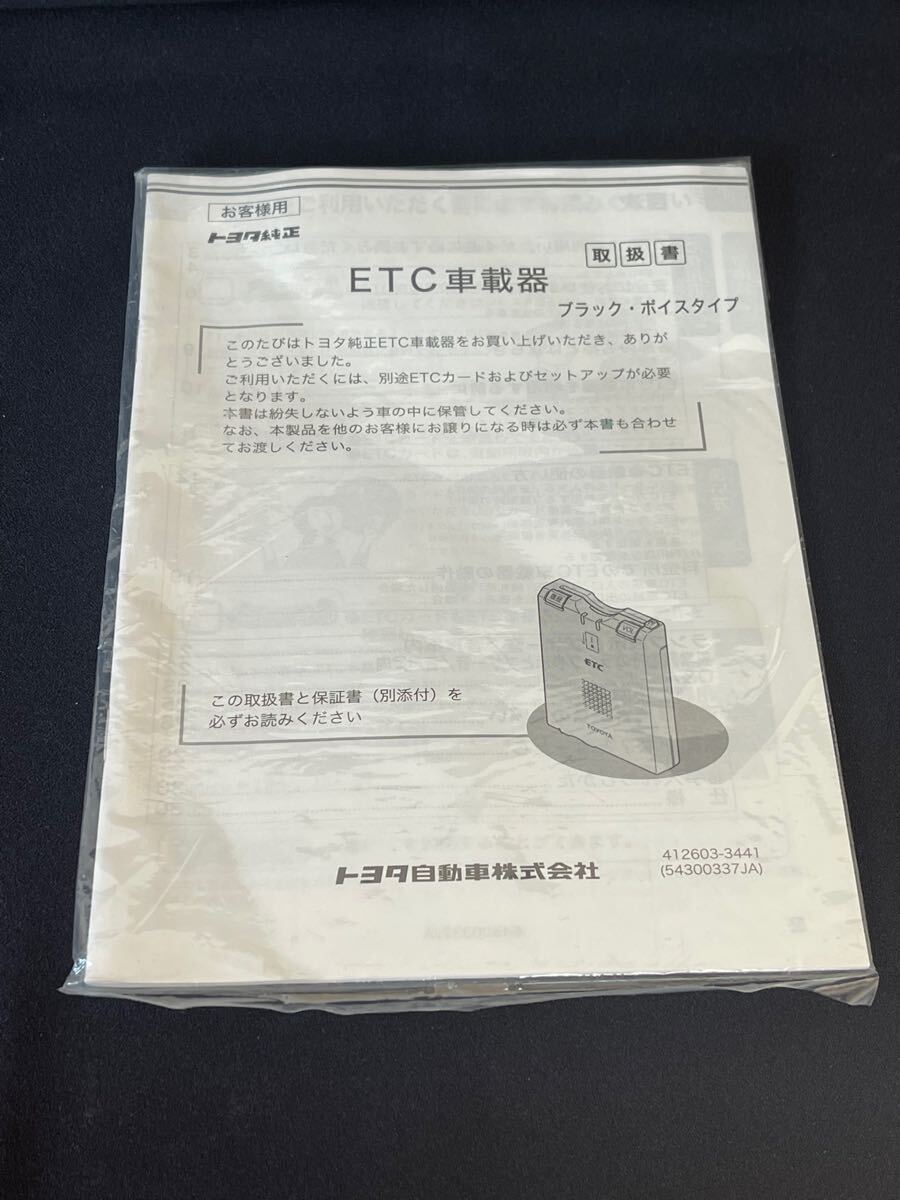 お客様用
トヨタ純正
取扱書
ETC車載器
ブラック・ボイスタイプ
このたびはトヨタ純正ETC車載器をお買い上げいただき、ありが
とうございました。
ご利用いただくには、別途ETCカードおよびセットアップが必要
となります。
本書は紛失しないよう車の中に保管してください。
なお、本製品を他のお客様にお譲りになる時は必ず本書も合わせ
てお渡しください。
VOL
ETC
TOYOTA
この取扱書と保証書（別添付）を
必ずお読みください
トヨタ自動車株式会社
412603-3441
(54300337JA)